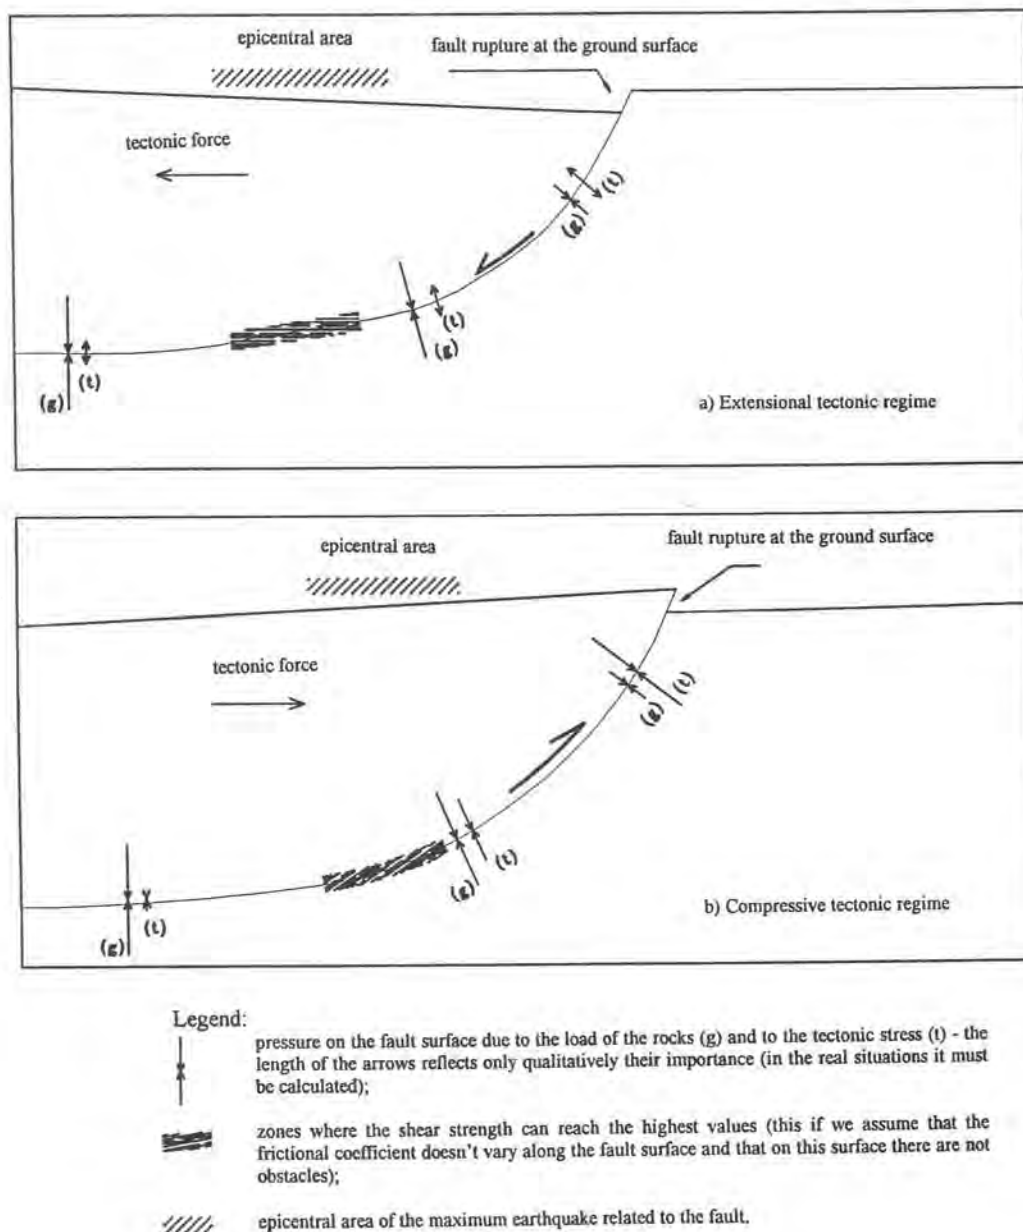 epicentral area
fault rupture at the ground surface
tectonic force
(t)
(g)
(t)
(g)
(t)
(g)
a) Extensional tectonic regime
epicentral area
fault rupture at the ground surface
tectonic force
(t)
(g)
(t)
(g)
(t)
(g)
b) Compressive tectonic regime
Legend:
pressure on the fault surface due to the load of the rocks (g) and to the tectonic stress (t) - the
length of the arrows reflects only qualitatively their importance (in the real situations it must
be calculated);
zones where the shear strength can reach the highest values (this if we assume that the
frictional coefficient doesn't vary along the fault surface and that on this surface there are not
obstacles);
epicentral area of the maximum earthquake related to the fault.